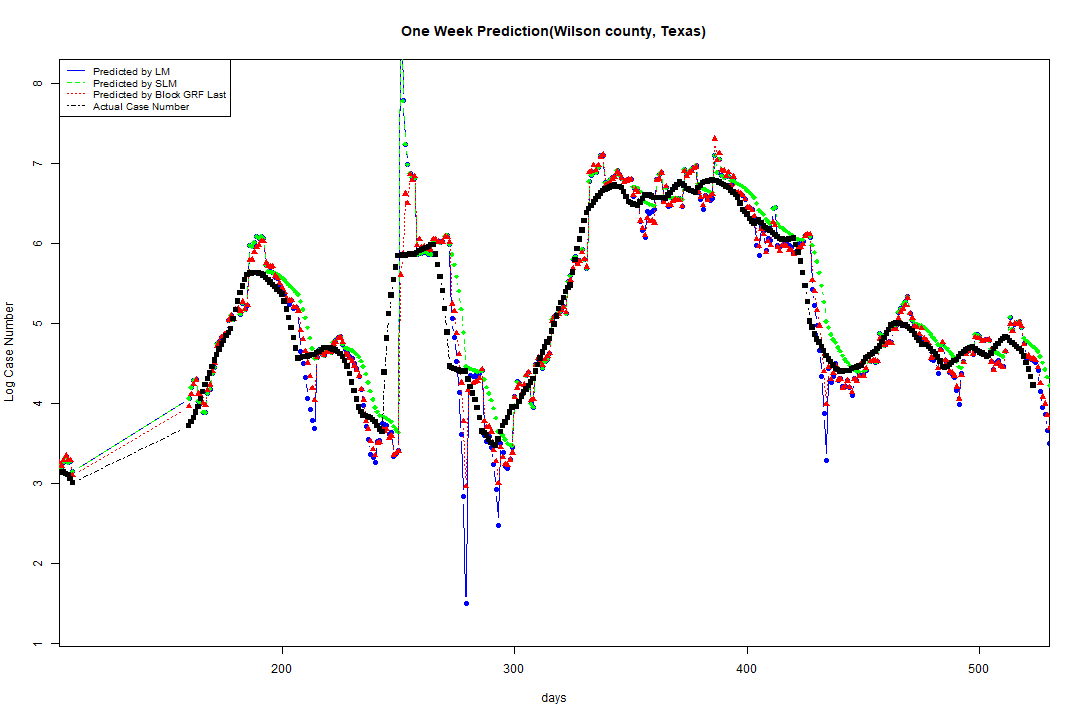 One Week Prediction(Wilson county, Texas)
Predicted by LM
Predicted by SLM
Predicted by Block GRF Last
Actual Case Number
8
7
6
5
4
3
2
1
Log Case Number
200 300 400 500
days